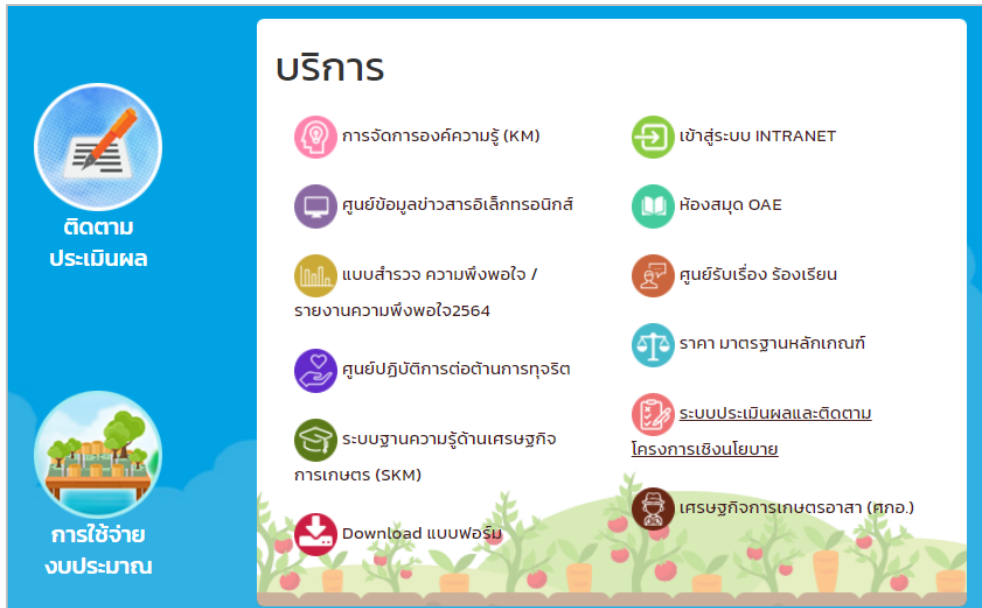 ติดตาม
ประเมินผล
การใช้จ่าย
งบประมาณ
บริการ
การจัดการองค์ความรู้ (KM)
ศูนย์ข้อมูลข่าวสารอิเล็กทรอนิกส์
แบบสำรวจ ความพึงพอใจ /
รายงานความพึงพอใจ2564
ศูนย์ปฏิบัติการต่อต้านการทุจริต
ระบบฐานความรู้ด้านเศรษฐกิจ
การเกษตร (SKM)
Download แบบฟอร์ม
เข้าสู่ระบบ INTRANET
ห้องสมุด OAE
ศูนย์รับเรื่อง ร้องเรียน
ราคา มาตรฐานหลักเกณฑ์
ระบบประเมินผลและติดตาม
โครงการเชิงนโยบาย
เศรษฐกิจการเกษตรอาสา (ศกอ.)